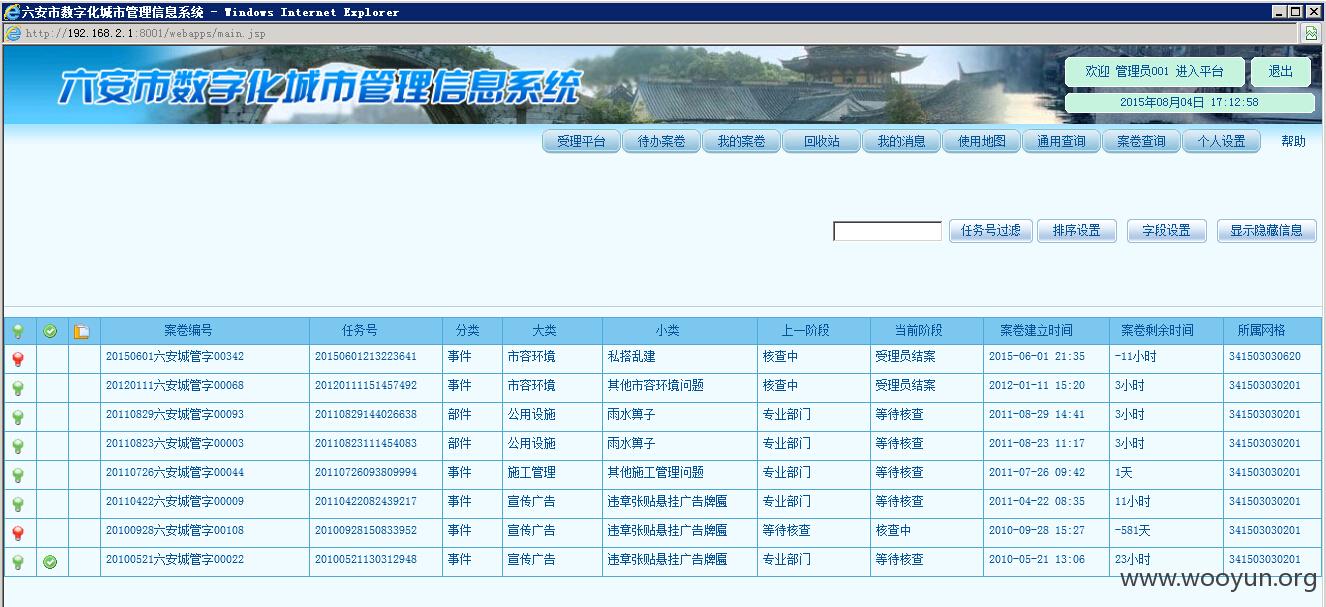 六安市数字化城市管理信息系统 - Windows Internet Explorer
http://192.168.2.1:8001/webapps/main.jsp
六安市数字化城市管理信息系统
欢迎 管理员001 进入平台 退出
2015年08月04日 17:12:58
受理平台 待办案卷 我的案卷 回收站 我的消息 使用地图 通用查询 案卷查询 个人设置 帮助
任务号过滤 排序设置 字段设置 显示隐藏信息
案卷编号 任务号 分类 大类 小类 上一阶段 当前阶段 案卷建立时间 案卷剩余时间 所属网格
20150601六安城管字00342 20150601213223641 事件 市容环境 私搭乱建 核查中 受理员结案 2015-06-01 21:35 -11小时 341503030620
20120111六安城管字00068 20120111151457492 事件 市容环境 其他市容环境问题 核查中 受理员结案 2012-01-11 15:20 3小时 341503030201
20110829六安城管字00093 20110829144026638 部件 公用设施 雨水箅子 专业部门 等待核查 2011-08-29 14:41 3小时 341503030201
20110823六安城管字00003 20110823111454083 部件 公用设施 雨水箅子 专业部门 等待核查 2011-08-23 11:17 3小时 341503030201
20110726六安城管字00044 20110726093809994 事件 施工管理 其他施工管理问题 专业部门 等待核查 2011-07-26 09:42 1天 341503030201
20110422六安城管字00009 20110422082439217 事件 宣传广告 违章张贴悬挂广告牌匾 专业部门 等待核查 2011-04-22 08:35 11小时 341503030201
20100928六安城管字00108 20100928150833952 事件 宣传广告 违章张贴悬挂广告牌匾 等待核查 核查中 2010-09-28 15:27 -581天 341503030201
20100521六安城管字00022 20100521130312948 事件 宣传广告 违章张贴悬挂广告牌匾 专业部门 等待核查 2010-05-21 13:06 23小时 341503030201
www.wooyun.org